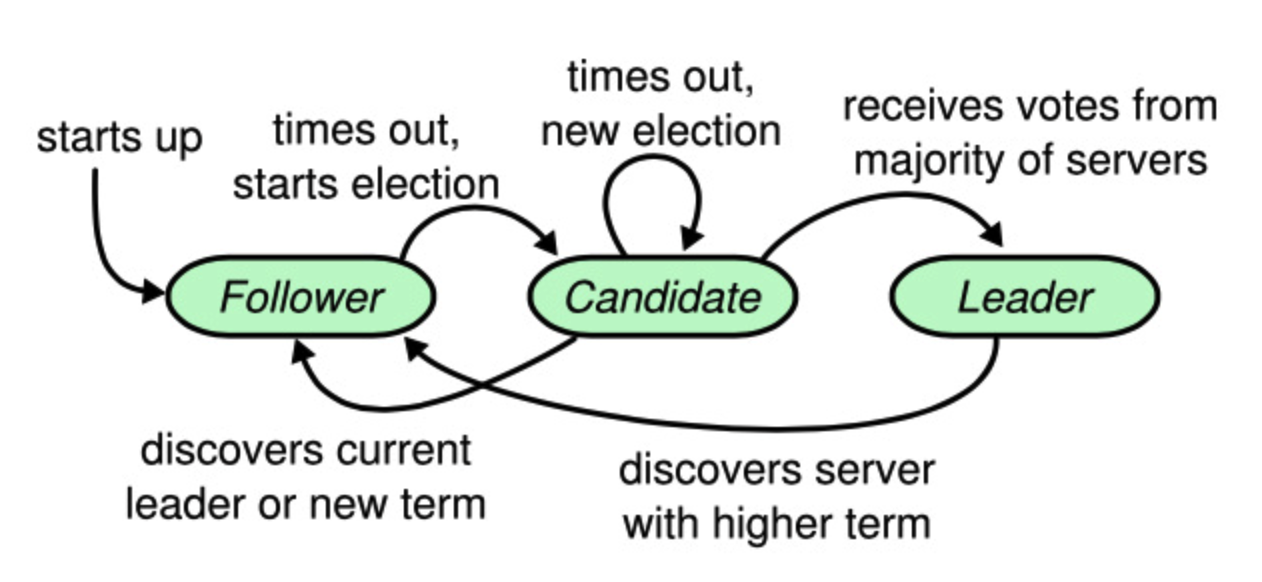 starts up
times out,
starts election
times out,
new election
receives votes from
majority of servers
Follower
Candidate
Leader
discovers current
leader or new term
discovers server
with higher term